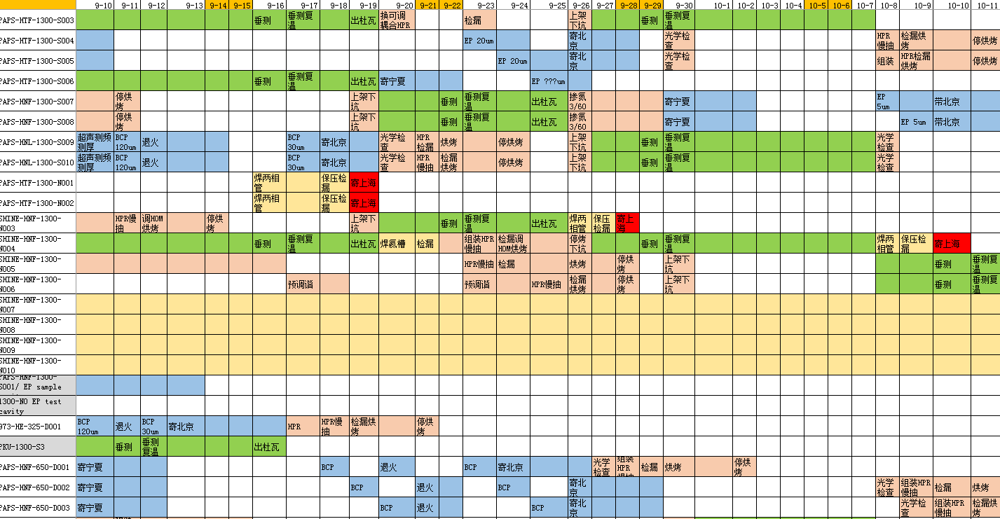 9-10 9-11 9-12 9-13 9-14 9-15 9-16 9-17 9-18 9-19 9-20 9-21 9-22 9-23 9-24 9-25 9-26 9-27 9-28 9-29 9-30 10-1 10-2 10-3 10-4 10-5 10-6 10-7 10-8 10-9 10-10 10-11
PAPS-HTF-1300-S003 垂测 垂测复温 出杜瓦 换可调耦合HPR 检漏 上架下坑 垂测 垂测复温
PAPS-HTF-1300-S004 EP 20um 寄北京 光学检查 HPR慢抽 检漏烘烤 停烘烤
PAPS-HTF-1300-S005 EP 20um 寄北京 光学检查 组装 HPR检漏烘烤 停烘烤
PAPS-HTF-1300-S006 垂测 垂测复温 出杜瓦 寄宁夏 EP ???um
PAPS-HNF-1300-S007 停烘烤 上架下坑 垂测 垂测复温 出杜瓦 掺氮3/60 寄宁夏 EP 5um 带北京
PAPS-HNF-1300-S008 停烘烤 上架下坑 垂测 垂测复温 出杜瓦 掺氮3/60 寄宁夏 EP 5um 带北京
PAPS-HNL-1300-S009 超声测频测厚 BCP 120um 退火 BCP 30um 寄北京 光学检查 HPR检漏 烘烤 停烘烤 上架下坑 垂测 垂测复温 光学检查
PAPS-HNL-1300-S010 超声测频测厚 BCP 120um 退火 BCP 30um 寄北京 光学检查 HPR慢抽 检漏烘烤 停烘烤 上架下坑 垂测 垂测复温 光学检查
PAPS-HTF-1300-N001 焊两相管 保压检漏 寄上海
PAPS-HTF-1300-N002 焊两相管 保压检漏 寄上海
SHINE-HNF-1300-N003 HPR慢抽 调HOM烘烤 停烘烤 上架下坑 垂测 垂测复温 出杜瓦 焊两相管 保压检漏 寄上海
SHINE-HNF-1300-N004 垂测 垂测复温 出杜瓦 焊氦槽 检漏 组装HPR慢抽 检漏调HOM烘烤 停烤下坑 垂测 垂测复温 焊两相管 保压检漏 寄上海
SHINE-HNF-1300-N005 HPR慢抽 检漏 烘烤 停烘烤 上架下坑 垂测 垂测复温
SHINE-HNF-1300-N006 预调谐 预调谐 HPR慢抽 检漏烘烤 停烘烤 上架下坑 垂测 垂测复温
SHINE-HNF-1300-N007
SHINE-HNF-1300-N008
SHINE-HNF-1300-N009
SHINE-HNF-1300-N010
PAPS-HNF-1300-S001/ EP sample
1300-NO EP test cavity
973-HE-325-D001 BCP 120um 退火 BCP 30um 寄北京 HPR HPR慢抽 检漏烘烤 停烘烤
PKU-1300-S3 垂测 垂测复温 出杜瓦
PAPS-HNF-650-D001 寄宁夏 BCP 退火 BCP 寄北京 光学检查 组装HPR 检漏 烘烤 停烘烤
PAPS-HNF-650-D002 寄宁夏 BCP 退火 BCP 寄北京 光学检查 组装HPR慢抽 检漏 烘烤
PAPS-HNF-650-D003 寄宁夏 BCP 退火 BCP 寄北京 光学检查 组装HPR慢抽 检漏烘烤